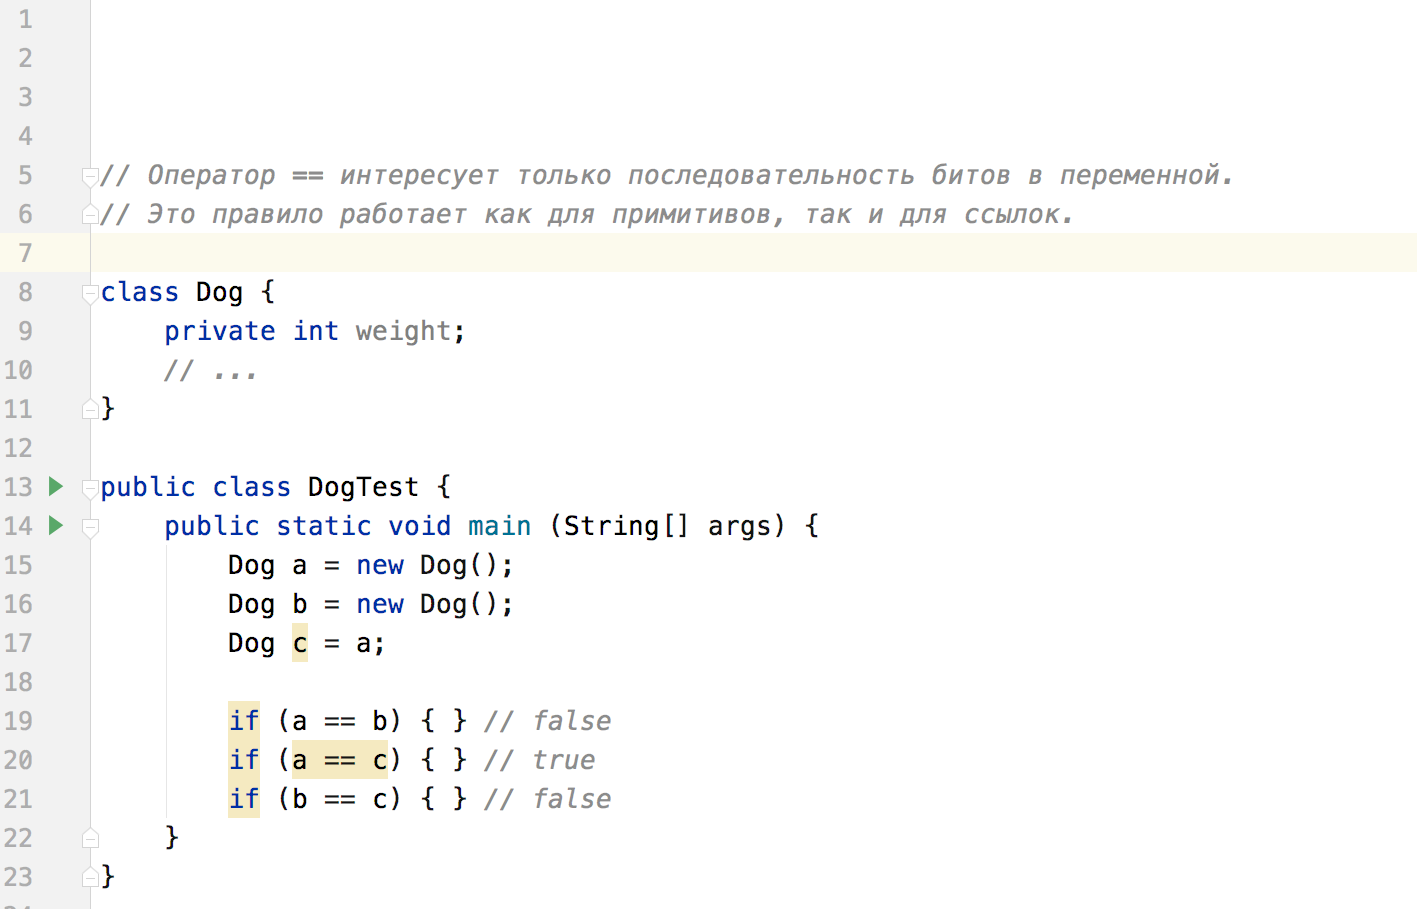 1
2
3
4
5 // Оператор == интересует только последовательность битов в переменной.
6 // Это правило работает как для примитивов, так и для ссылок.
7
8 class Dog {
9     private int weight;
10     // ...
11 }
12
13 public class DogTest {
14     public static void main (String[] args) {
15         Dog a = new Dog();
16         Dog b = new Dog();
17         Dog c = a;
18
19         if (a == b) { } // false
20         if (a == c) { } // true
21         if (b == c) { } // false
22     }
23 }